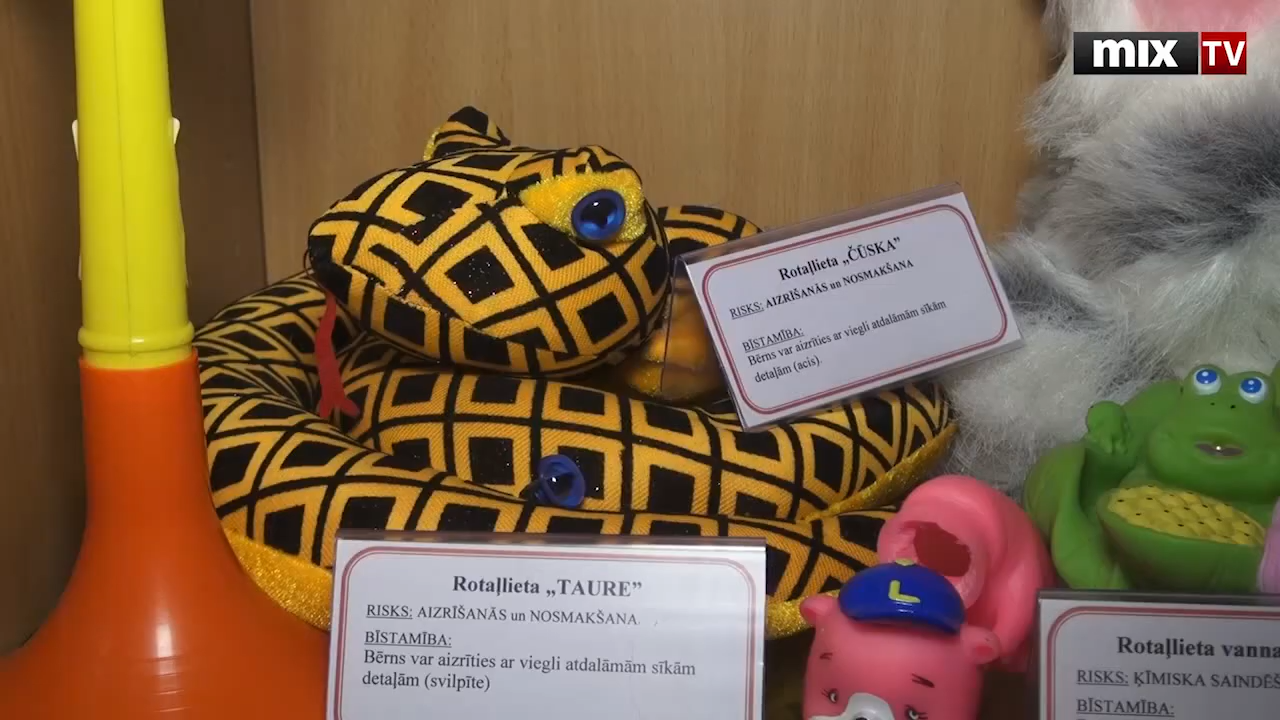 mix TV
Rotaļlieta „ČŪSKA”
RISKS: AIZRĪŠANĀS un NOSMAKŠANA
BĪSTAMĪBA:
Bērns var aizrīties ar viegli atdalāmām sīkām
detaļām (acis).
L
Rotaļlieta „TAURE”
RISKS: AIZRĪŠANĀS un NOSMAKŠANA
BĪSTAMĪBA:
Bērns var aizrīties ar viegli atdalāmām sīkām
detaļām (svilpīte)
Rotaļlieta vanna
RISKS: ĶĪMISKA SAINDĒŠ
BĪSTAMĪBA: